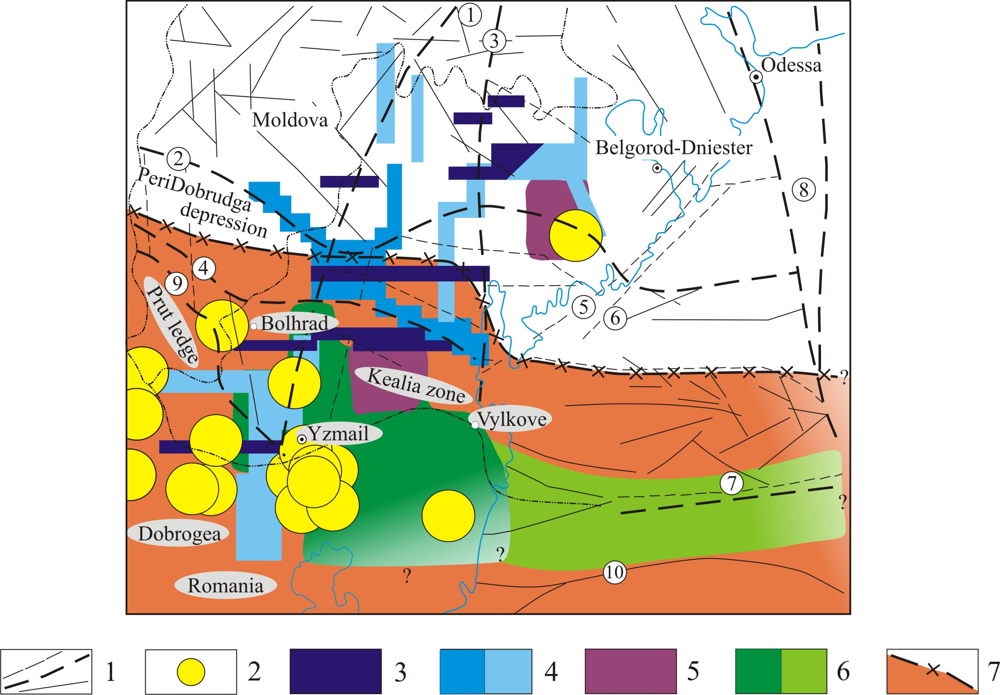 1
3
Odessa
Moldova
Belgorod-Dniester
2
PeriDobrudga
depression
8
4
9
Prut ledge
5
6
Bolhrad
Kealia zone
?
Vylkove
Yzmail
7
?
Dobrogea
?
?
10
Romania
1
2
3
4
5
6
7